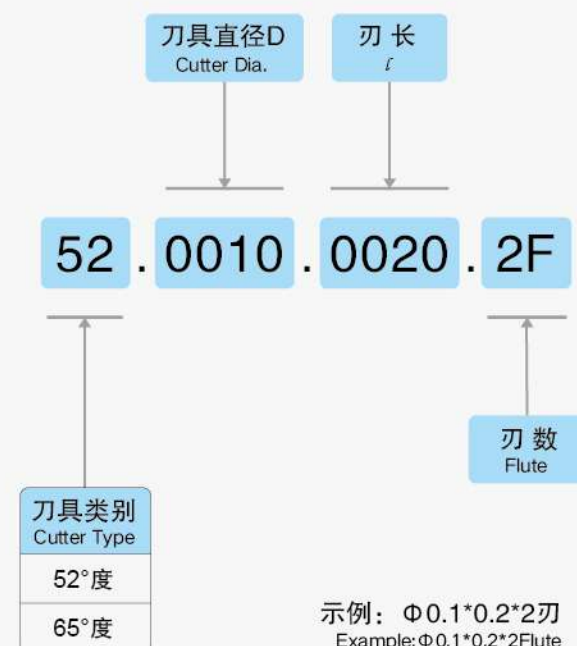 刀具直径D
Cutter Dia.
刃 长
ι
52 . 0010 . 0020 . 2F
刃 数
Flute
刀具类别
Cutter Type
52°度
65°度
示例：Φ0.1*0.2*2刃
Example:Φ0.1*0.2*2Flute